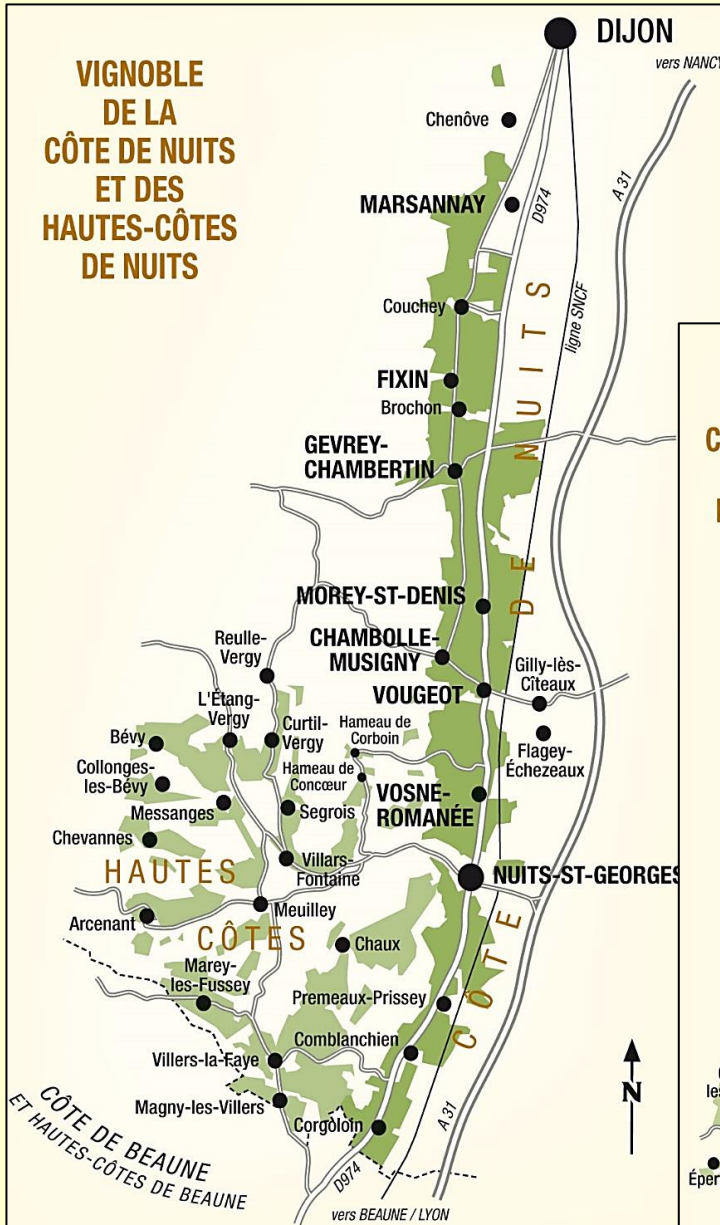 VIGNOBLE
DE LA
CÔTE DE NUITS
ET DES
HAUTES-CÔTES
DE NUITS
DIJON
vers NANCY
Chenôve
A 31
MARSANNAY
D974
Couchey
ligne SNCF
FIXIN
Brochon
GEVREY-
CHAMBERTIN
MOREY-ST-DENIS
CHAMBOLLE-
MUSIGNY
Reulle-
Vergy
VOUGEOT
Gilly-lès-
Cîteaux
L'Étang-
Vergy
Curtil-
Vergy
Hameau de
Corboin
Bévy
Flagey-
Échezeaux
Collonges-
les-Bévy
Hameau de
Concœur
Messanges
Segrois
VOSNE-
ROMANÉE
Chevannes
Villars-
Fontaine
HAUTES
NUITS-ST-GEORGES
Meuilley
Arcenant
CÔTES
Chaux
CÔTE DE NUITS
Marey-
les-Fussey
Premeaux-Prissey
Comblanchien
Villers-la-Faye
Magny-les-Villers
Corgoloin
N
CÔTE DE BEAUNE
ET HAUTES-CÔTES DE BEAUNE
D974
A 31
vers BEAUNE / LYON
C
les
Éper